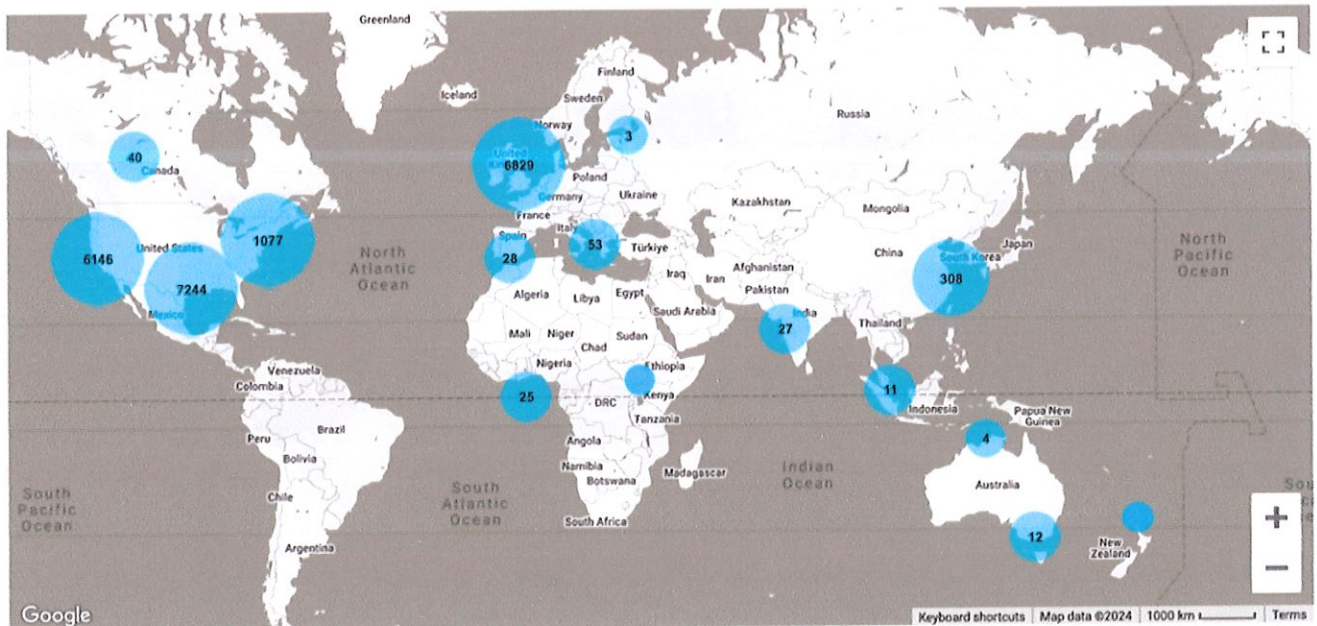 Greenland
Iceland
Finland
Sweden
Norway
Russia
3
40
Canada
United
6829
Poland
Germany
Ukraine
France
Kazakhstan
Mongolia
Italy
Spain
53
Türkiye
28
6146
United States
1077
7244
Mexico
North
Atlantic
Ocean
China
Japan
South Korea
308
North
Pacific
Ocean
Iraq
Iran
Afghanistan
Pakistan
Algeria
Libya
Egypt
Saudi Arabia
India
27
Thailand
Mali
Niger
Chad
Sudan
Nigeria
Ethiopia
25
DRC
Kenya
Tanzania
11
Indonesia
Papua New
Guinea
4
Venezuela
Colombia
Brazil
Peru
Bolivia
Chile
Argentina
Angola
Namibia
Botswana
Madagascar
South Africa
South
Pacific
Ocean
South
Atlantic
Ocean
Indian
Ocean
Australia
12
New
Zealand
Google
Keyboard shortcuts
Map data ©2024
1000 km
Terms